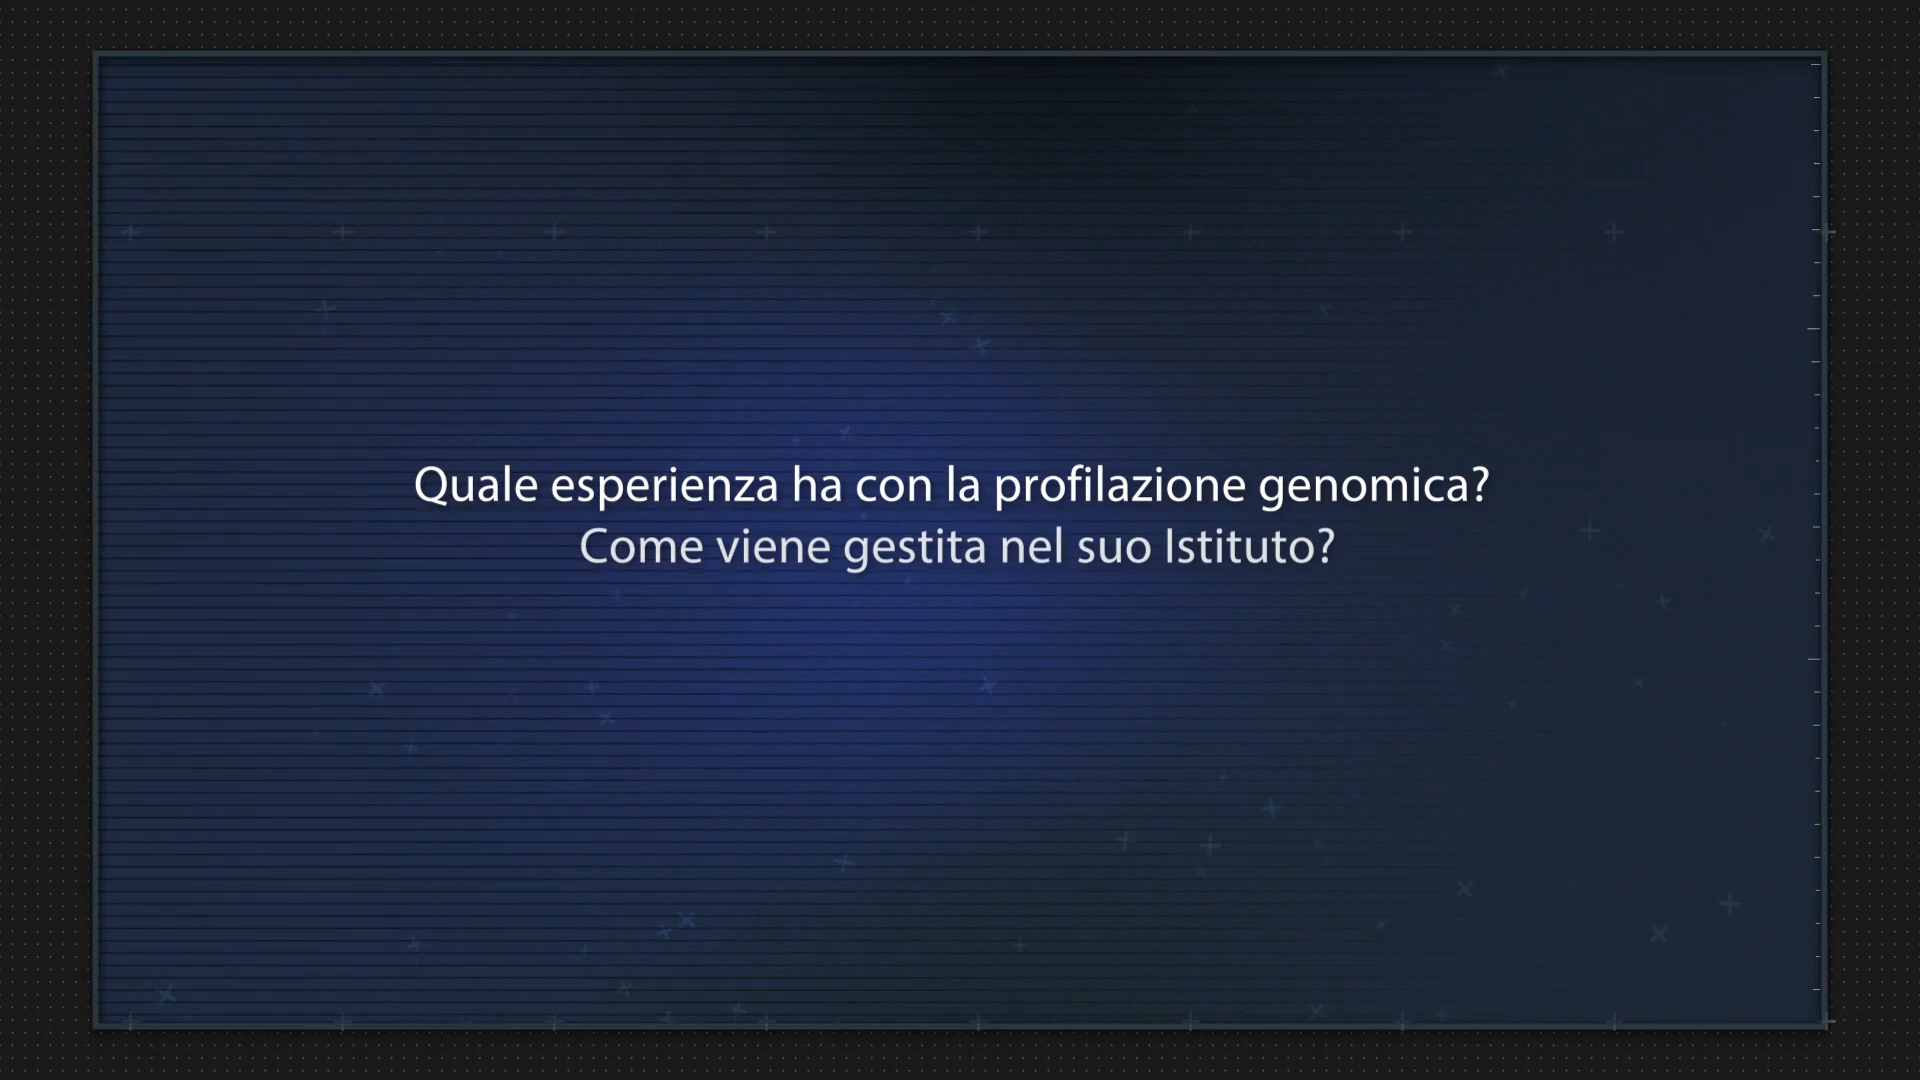 Quale esperienza ha con la profilazione genomica?
Come viene gestita nel suo Istituto?